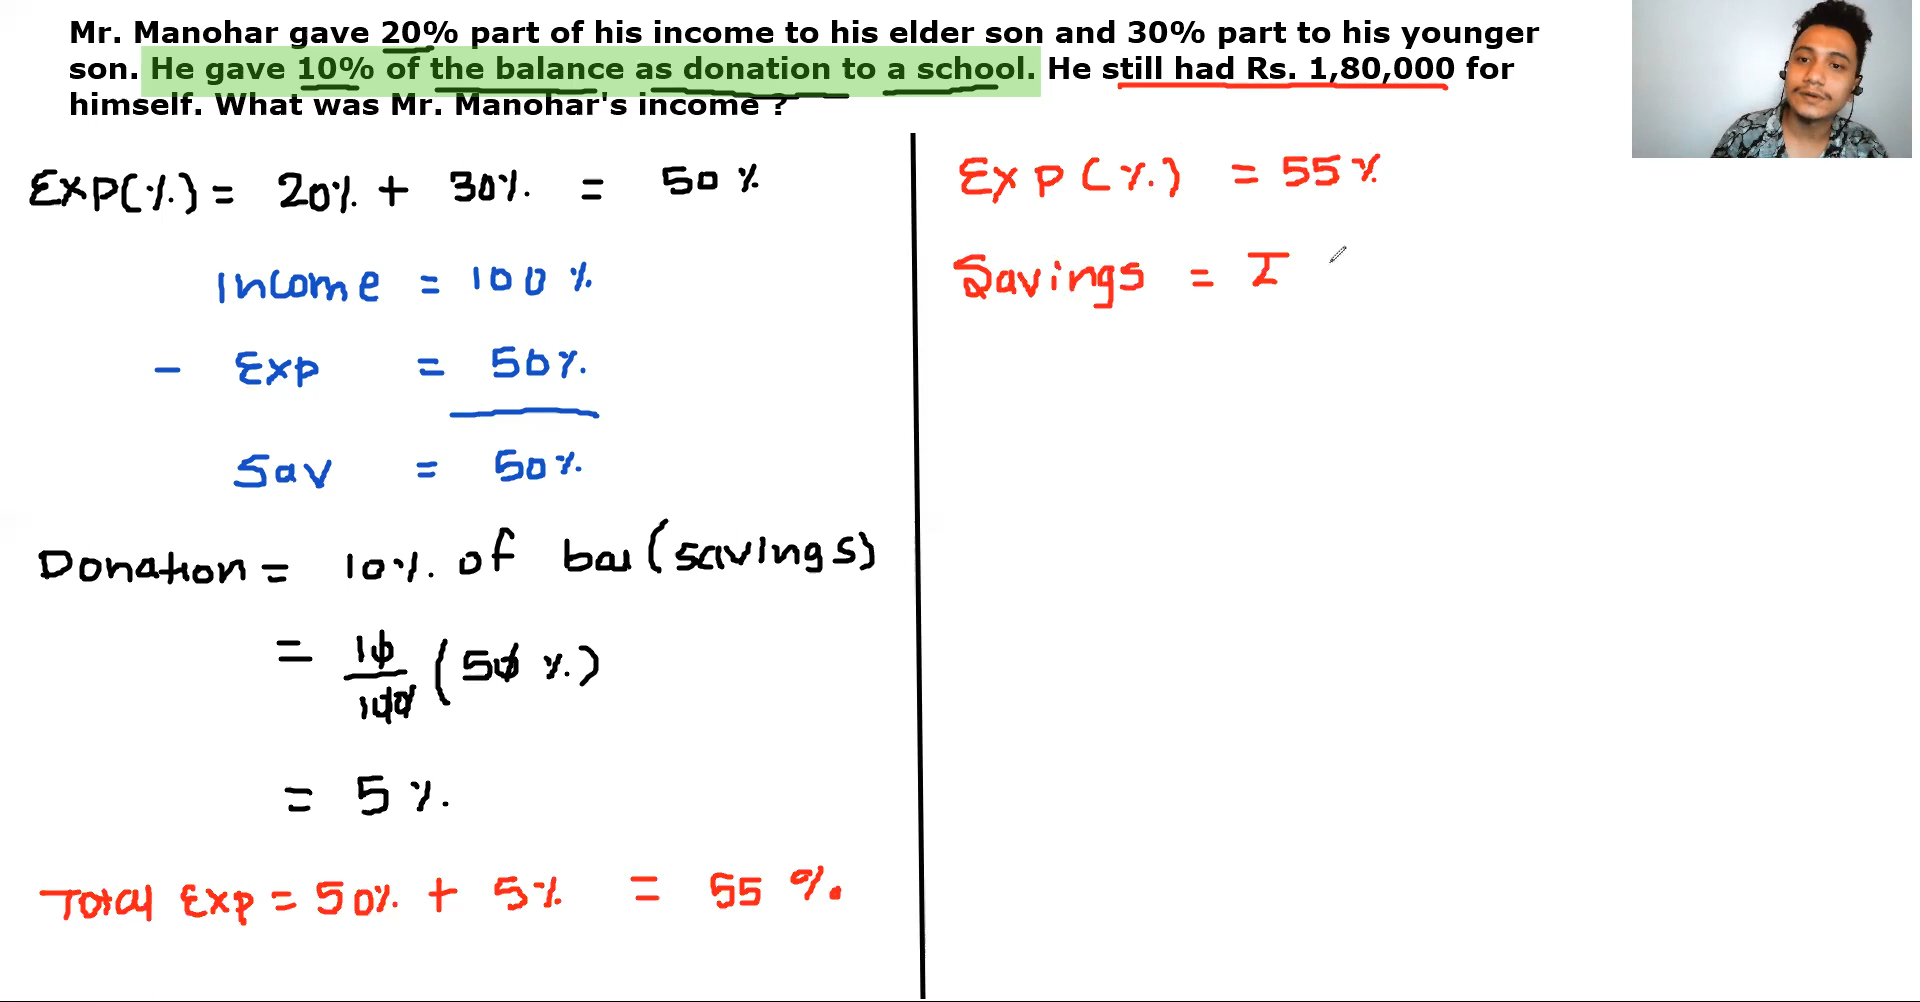 Mr. Manohar gave 20% part of his income to his elder son and 30% part to his younger
son. He gave 10% of the balance as donation to a school. He still had Rs. 1,80,000 for
himself. What was Mr. Manohar's income ?
EXP(%) = 20% + 30% = 50%
Income = 100%
- Exp = 50%
Sav = 50%
Donation = 10% of bal (savings)
= 10/100 (50%)
= 5%
Total Exp = 50% + 5% = 55%
Exp(%) = 55%
Savings = I